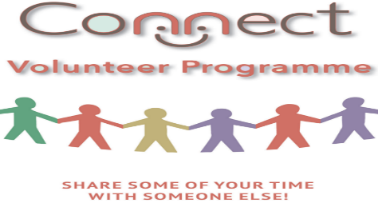 Connect
Volunteer Programme
SHARE SOME OF YOUR TIME
WITH SOMEONE ELSE!